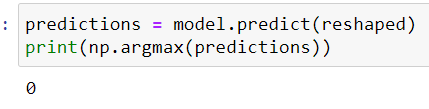 : predictions = model.predict(reshaped)
print(np.argmax(predictions))
0